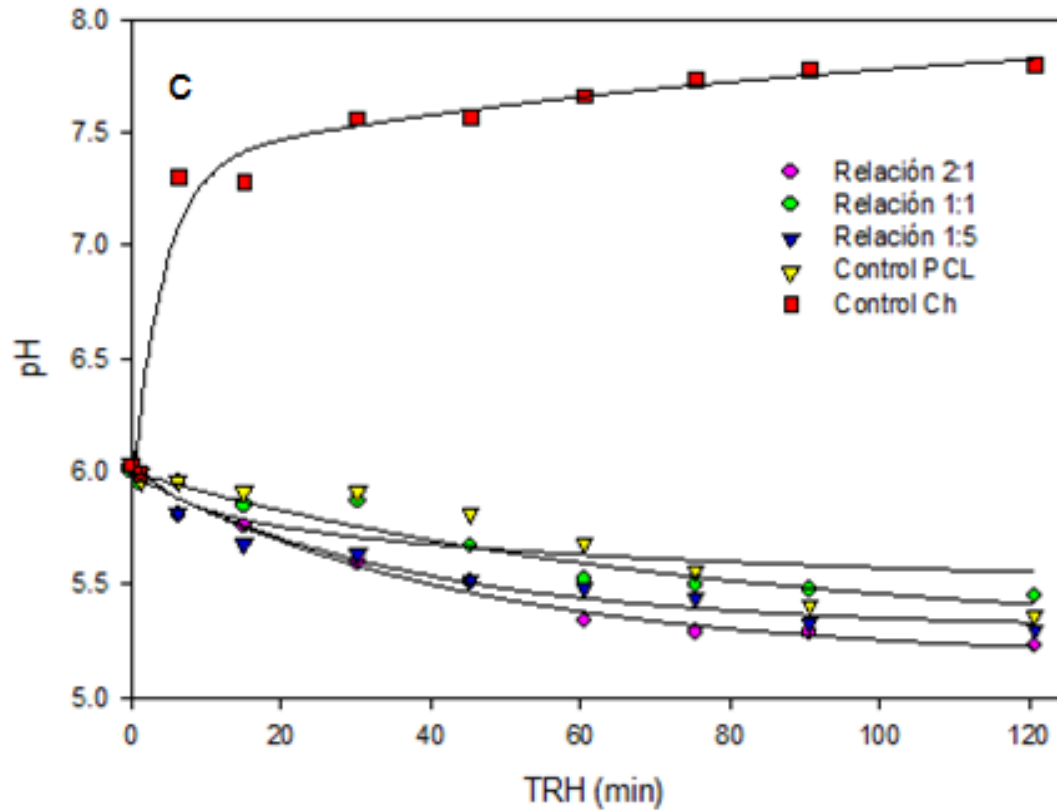 8.0
C
7.5
Relación 2:1
Relación 1:1
7.0
Relación 1:5
Control PCL
Control Ch
6.5
pH
6.0
5.5
5.0
0 20 40 60 80 100 120
TRH (min)